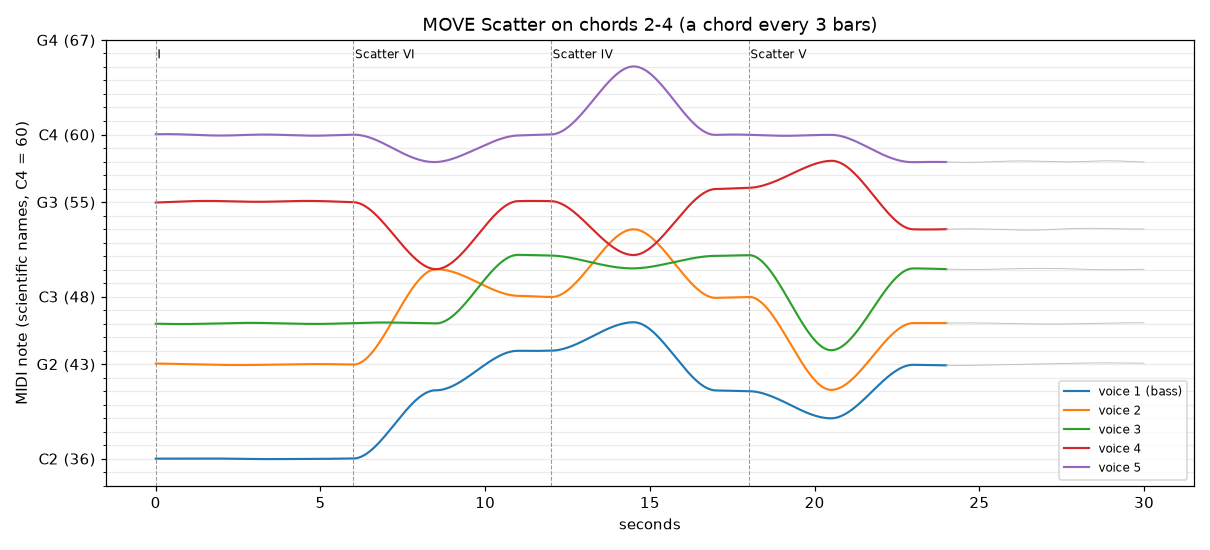 MOVE Scatter on chords 2-4 (a chord every 3 bars)
G4 (67)
C4 (60)
G3 (55)
C3 (48)
G2 (43)
C2 (36)
MIDI note (scientific names, C4 = 60)
I
Scatter VI
Scatter IV
Scatter V
voice 1 (bass)
voice 2
voice 3
voice 4
voice 5
0
5
10
15
20
25
30
seconds